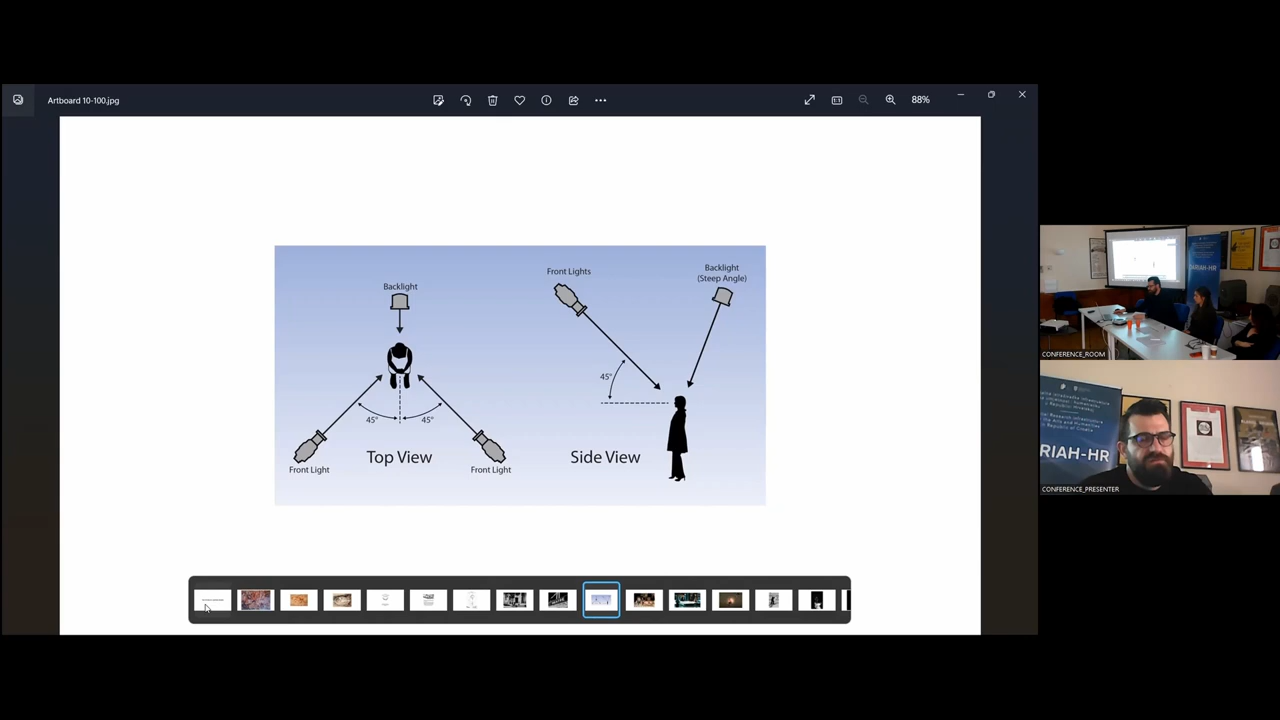 Artboard 10-100.jpg
88%
Backlight
45°
45°
Front Light
Top View
Front Light
Front Lights
Backlight
(Steep Angle)
45°
Side View
CONFERENCE_ROOM
RIAH-HR
CONFERENCE_PRESENTER